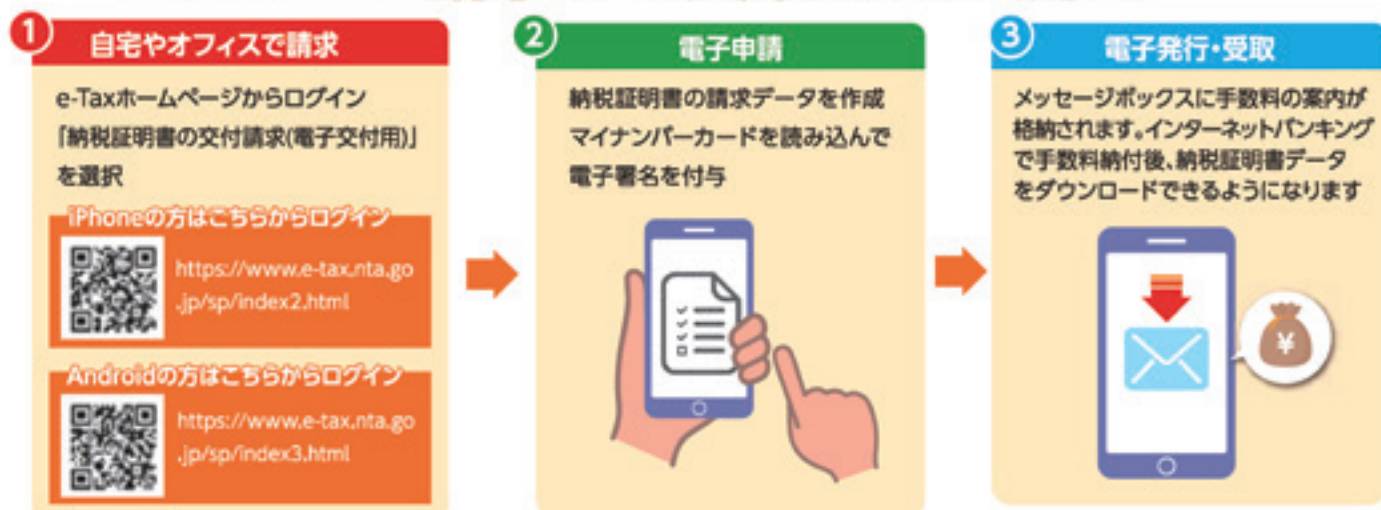 1
自宅やオフィスで請求
e-Taxホームページからログイン
「納税証明書の交付請求(電子交付用)」
を選択
iPhoneの方はこちらからログイン
https://www.e-tax.nta.go
.jp/sp/index2.html
Androidの方はこちらからログイン
https://www.e-tax.nta.go
.jp/sp/index3.html
2
電子申請
納税証明書の請求データを作成
マイナンバーカードを読み込んで
電子署名を付与
3
電子発行・受取
メッセージボックスに手数料の案内が
格納されます。インターネットバンキング
で手数料納付後、納税証明書データ
をダウンロードできるようになります
¥